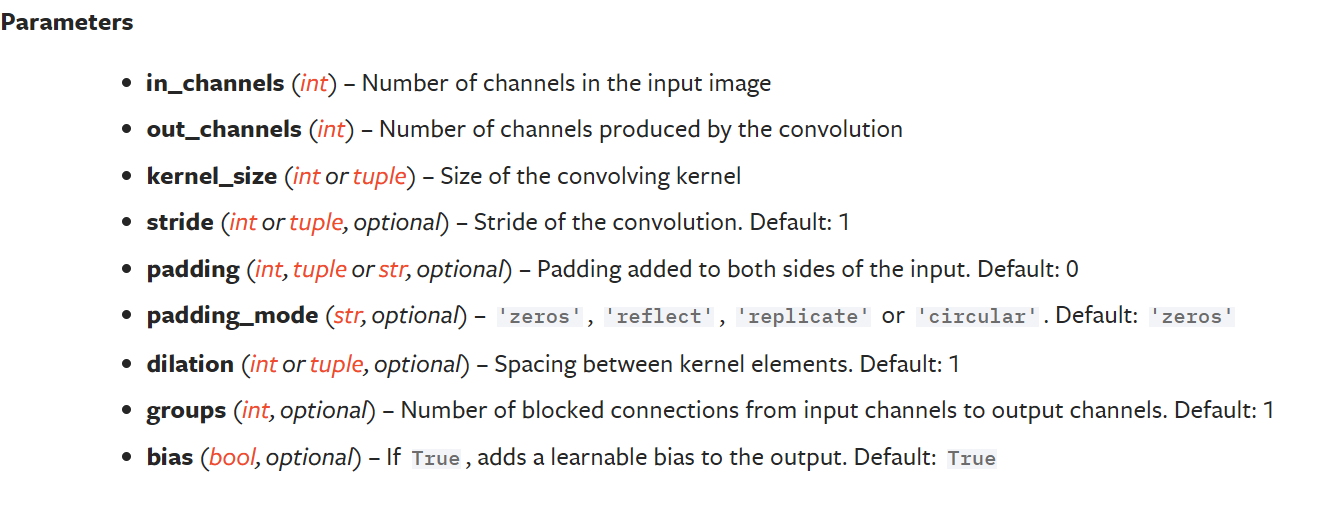 Parameters
• in_channels (int) – Number of channels in the input image
• out_channels (int) – Number of channels produced by the convolution
• kernel_size (int or tuple) – Size of the convolving kernel
• stride (int or tuple, optional) – Stride of the convolution. Default: 1
• padding (int, tuple or str, optional) – Padding added to both sides of the input. Default: 0
• padding_mode (str, optional) – 'zeros', 'reflect', 'replicate' or 'circular'. Default: 'zeros'
• dilation (int or tuple, optional) – Spacing between kernel elements. Default: 1
• groups (int, optional) – Number of blocked connections from input channels to output channels. Default: 1
• bias (bool, optional) – If True, adds a learnable bias to the output. Default: True